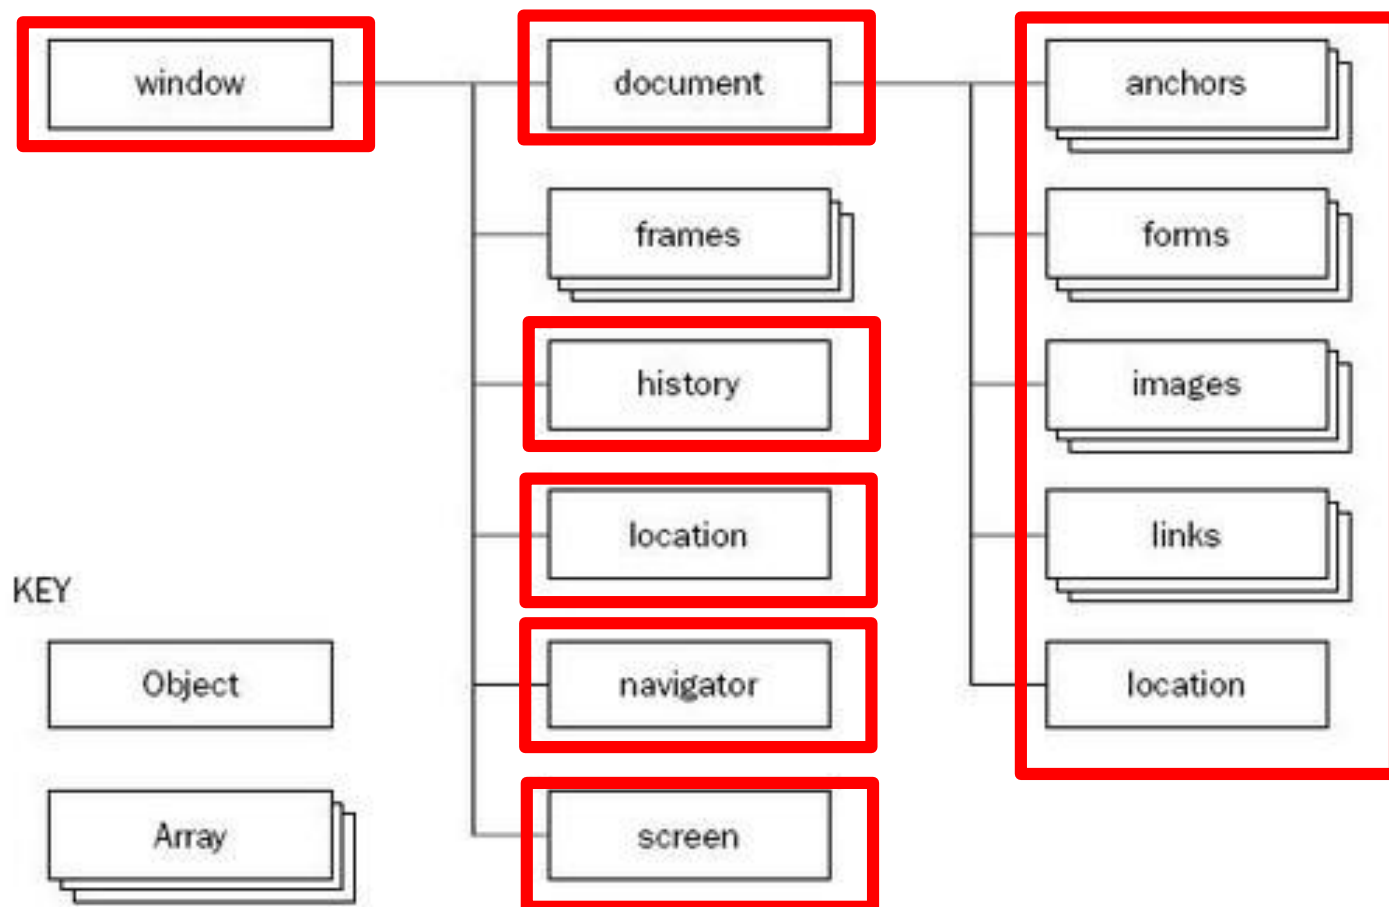 window
document
anchors
frames
forms
history
images
location
links
KEY
Object
navigator
location
Array
screen